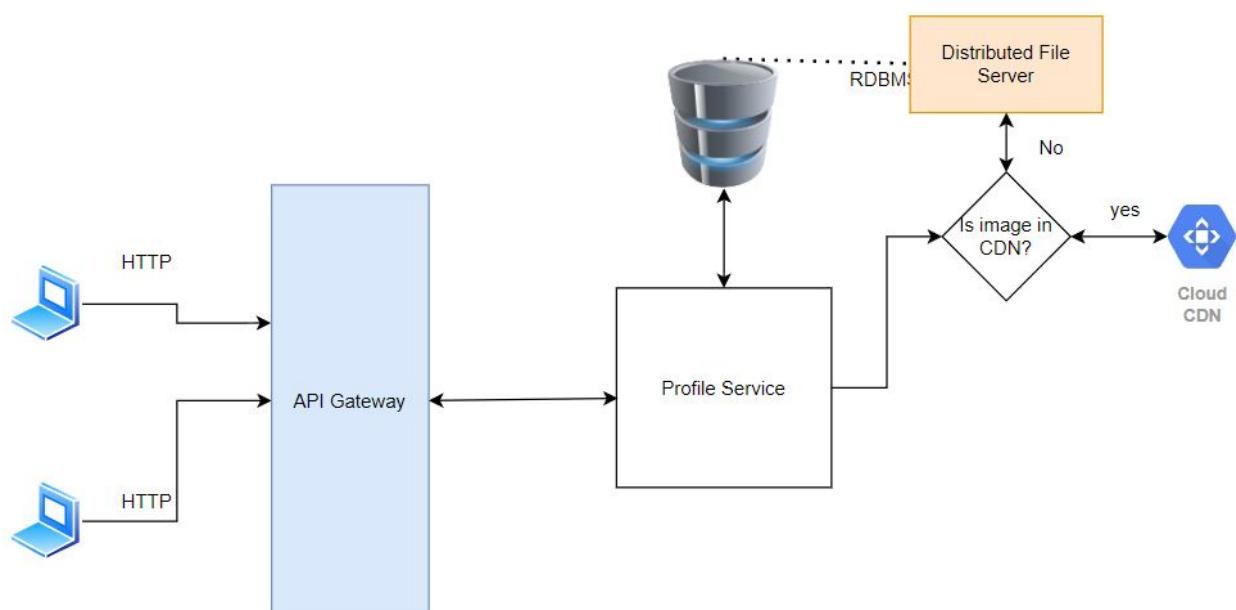 Distributed File
Server
RDBMS
No
HTTP
Is image in
CDN?
yes
Cloud
CDN
API Gateway
Profile Service
HTTP